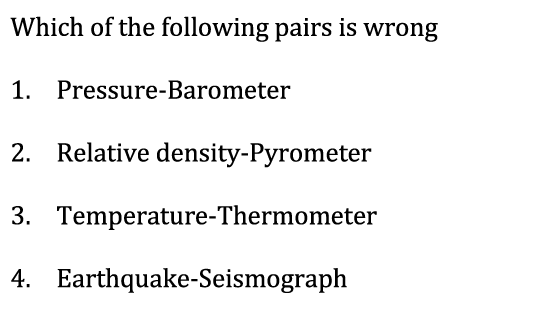 Which of the following pairs is wrong
1. Pressure-Barometer
2. Relative density-Pyrometer
3. Temperature-Thermometer
4. Earthquake-Seismograph